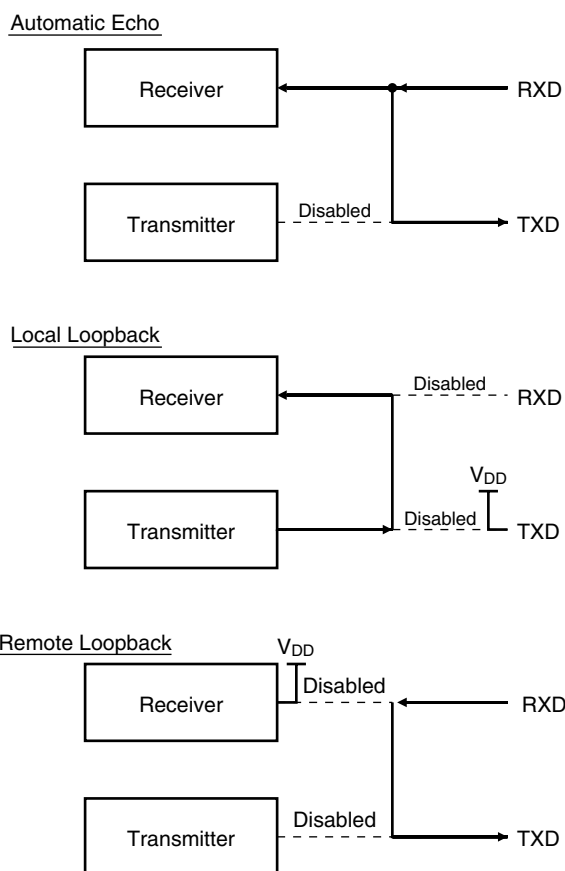 Automatic Echo
Receiver
RXD
Transmitter
Disabled
TXD
Local Loopback
Receiver
Disabled
RXD
VDD
Transmitter
Disabled
TXD
Remote Loopback
VDD
Receiver
Disabled
RXD
Transmitter
Disabled
TXD